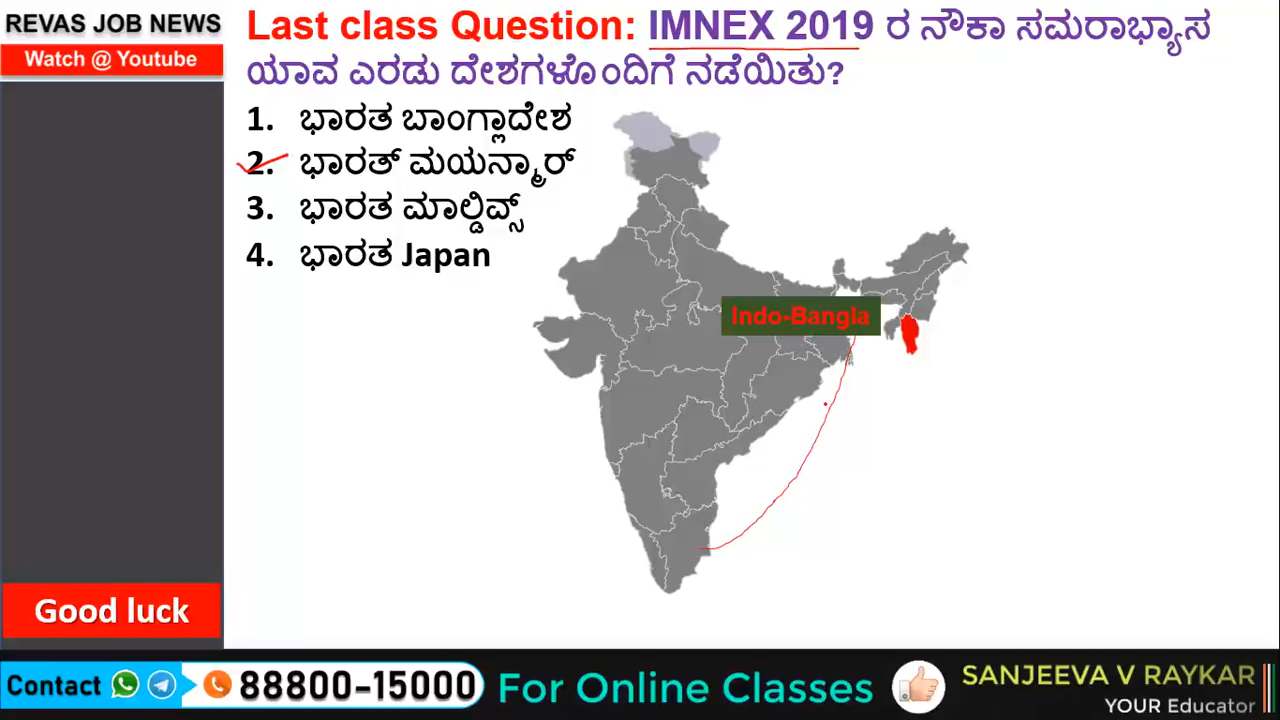 REVAS JOB NEWS
Watch @ Youtube
Last class Question: IMNEX 2019 ರ ನೌಕಾ ಸಮರಾಭ್ಯಾಸ
ಯಾವ ಎರಡು ದೇಶಗಳೊಂದಿಗೆ ನಡೆಯಿತು?
1. ಭಾರತ ಬಾಂಗ್ಲಾದೇಶ
2. ಭಾರತ್ ಮಯನ್ಮಾರ್
3. ಭಾರತ ಮಾಲ್ಡಿವ್ಸ್
4. ಭಾರತ Japan
Indo-Bangla
Good luck
Contact 88800-15000 For Online Classes
SANJEEVA V RAYKAR
YOUR Educator